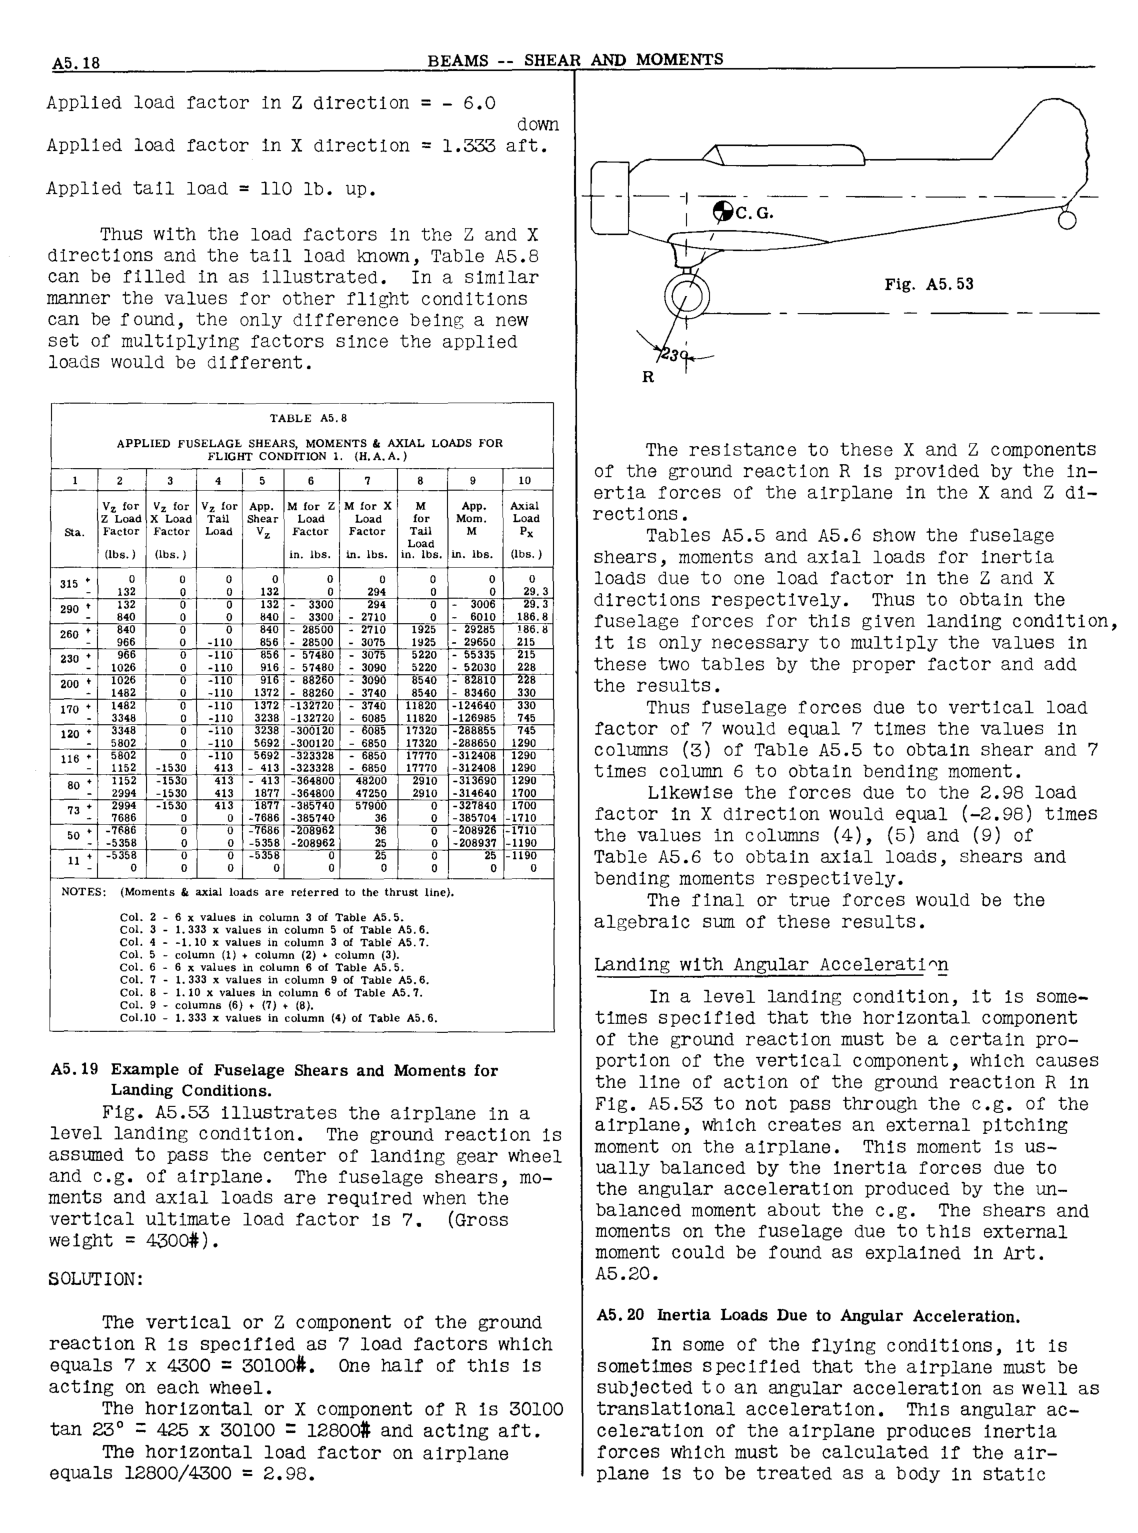 A5.18
BEAMS -- SHEAR AND MOMENTS
Applied load factor in Z direction = - 6.0
down
Applied load factor in X direction = 1.333 aft.
Applied tail load = 110 lb. up.
Thus with the load factors in the Z and X
directions and the tail load known, Table A5.8
can be filled in as illustrated. In a similar
manner the values for other flight conditions
can be found, the only difference being a new
set of multiplying factors since the applied
loads would be different.
TABLE A5.8
APPLIED FUSELAGE SHEARS, MOMENTS & AXIAL LOADS FOR
FLIGHT CONDITION 1. (H.A.A.)
1 2 3 4 5 6 7 8 9 10
Sta. Vz for Z Load Factor (lbs.) Vz for X Load Factor (lbs.) Vz for Tail Load App. Shear Vz M for Z Load Factor in. lbs. M for X Load Factor in. lbs. M for Tail Load in. lbs. App. Mom. M in. lbs. Axial Load Px (lbs.)
315 + 0 0 0 0 0 0 0 0 0
- 132 0 0 132 0 294 0 0 29.3
290 + 132 0 0 132 - 3300 294 0 - 3006 29.3
- 840 0 0 840 - 3300 - 2710 0 - 6010 186.8
260 + 840 0 0 840 - 28500 - 2710 1925 - 29285 186.8
- 966 0 -110 856 - 28500 - 3075 1925 - 29650 215
230 + 966 0 -110 856 - 57480 - 3075 5220 - 55335 215
- 1026 0 -110 916 - 57480 - 3090 5220 - 52030 228
200 + 1026 0 -110 916 - 88260 - 3090 8540 - 82810 228
- 1482 0 -110 1372 - 88260 - 3740 8540 - 83460 330
170 + 1482 0 -110 1372 -132720 - 3740 11820 -124640 330
- 3348 0 -110 3238 -132720 - 6085 11820 -126985 745
120 + 3348 0 -110 3238 -300120 - 6085 17320 -288855 745
- 5802 0 -110 5692 -300120 - 6850 17320 -288650 1290
116 + 5802 0 -110 5692 -323328 - 6850 17770 -312408 1290
- 1152 -1530 413 - 413 -323328 - 6850 17770 -312408 1290
80 + 1152 -1530 413 - 413 -364800 48200 2910 -313690 1290
- 2994 -1530 413 1877 -364800 47250 2910 -314640 1700
73 + 2994 -1530 413 1877 -385740 57900 0 -327840 1700
- 7686 0 0 -7686 -385740 36 0 -385704 -1710
50 + -7686 0 0 -7686 -208962 36 0 -208926 -1710
- -5358 0 0 -5358 -208962 25 0 -208937 -1190
11 + -5358 0 0 -5358 0 25 0 25 -1190
- 0 0 0 0 0 0 0 0 0
NOTES: (Moments & axial loads are referred to the thrust line).
Col. 2 - 6 x values in column 3 of Table A5.5.
Col. 3 - 1.333 x values in column 5 of Table A5.6.
Col. 4 - -1.10 x values in column 3 of Table A5.7.
Col. 5 - column (1) + column (2) + column (3).
Col. 6 - 6 x values in column 6 of Table A5.5.
Col. 7 - 1.333 x values in column 9 of Table A5.6.
Col. 8 - 1.10 x values in column 6 of Table A5.7.
Col. 9 - columns (6) + (7) + (8).
Col.10 - 1.333 x values in column (4) of Table A5.6.
A5.19 Example of Fuselage Shears and Moments for
Landing Conditions.
Fig. A5.53 illustrates the airplane in a
level landing condition. The ground reaction is
assumed to pass the center of landing gear wheel
and c.g. of airplane. The fuselage shears, mo-
ments and axial loads are required when the
vertical ultimate load factor is 7. (Gross
weight = 4300#).
SOLUTION:
The vertical or Z component of the ground
reaction R is specified as 7 load factors which
equals 7 x 4300 = 30100#. One half of this is
acting on each wheel.
The horizontal or X component of R is 30100
tan 23° = 425 x 30100 = 12800# and acting aft.
The horizontal load factor on airplane
equals 12800/4300 = 2.98.
C.G.
Fig. A5.53
23°
R
The resistance to these X and Z components
of the ground reaction R is provided by the in-
ertia forces of the airplane in the X and Z di-
rections.
Tables A5.5 and A5.6 show the fuselage
shears, moments and axial loads for inertia
loads due to one load factor in the Z and X
directions respectively. Thus to obtain the
fuselage forces for this given landing condition,
it is only necessary to multiply the values in
these two tables by the proper factor and add
the results.
Thus fuselage forces due to vertical load
factor of 7 would equal 7 times the values in
columns (3) of Table A5.5 to obtain shear and 7
times column 6 to obtain bending moment.
Likewise the forces due to the 2.98 load
factor in X direction would equal (-2.98) times
the values in columns (4), (5) and (9) of
Table A5.6 to obtain axial loads, shears and
bending moments respectively.
The final or true forces would be the
algebraic sum of these results.
Landing with Angular Acceleration
In a level landing condition, it is some-
times specified that the horizontal component
of the ground reaction must be a certain pro-
portion of the vertical component, which causes
the line of action of the ground reaction R in
Fig. A5.53 to not pass through the c.g. of the
airplane, which creates an external pitching
moment on the airplane. This moment is us-
ually balanced by the inertia forces due to
the angular acceleration produced by the un-
balanced moment about the c.g. The shears and
moments on the fuselage due to this external
moment could be found as explained in Art.
A5.20.
A5.20 Inertia Loads Due to Angular Acceleration.
In some of the flying conditions, it is
sometimes specified that the airplane must be
subjected to an angular acceleration as well as
translational acceleration. This angular ac-
celeration of the airplane produces inertia
forces which must be calculated if the air-
plane is to be treated as a body in static